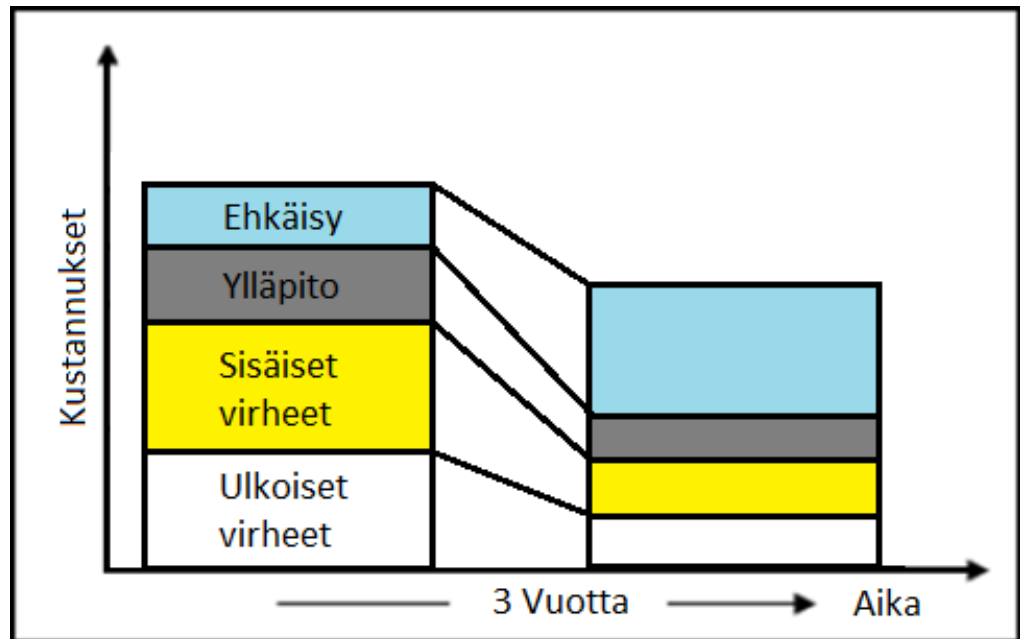 Kustannukset
Ehkäisy
Ylläpito
Sisäiset
virheet
Ulkoiset
virheet
3 Vuotta
Aika